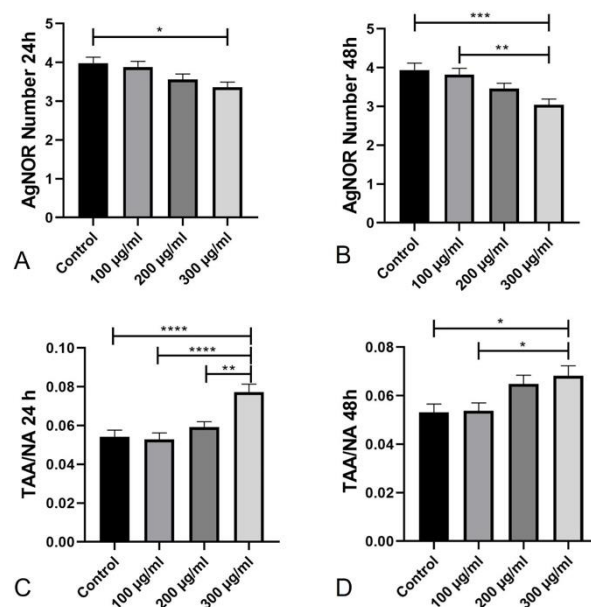 *
AgNOR Number 24h
5
4
3
2
1
0
Control
100 µg/ml
200 µg/ml
300 µg/ml
A
***
**
AgNOR Number 48h
5
4
3
2
1
0
Control
100 µg/ml
200 µg/ml
300 µg/ml
B
****
****
**
TAA/NA 24 h
0.10
0.08
0.06
0.04
0.02
0.00
Control
100 µg/ml
200 µg/ml
300 µg/ml
C
*
*
TAA/NA 48h
0.08
0.06
0.04
0.02
0.00
Control
100 µg/ml
200 µg/ml
300 µg/ml
D